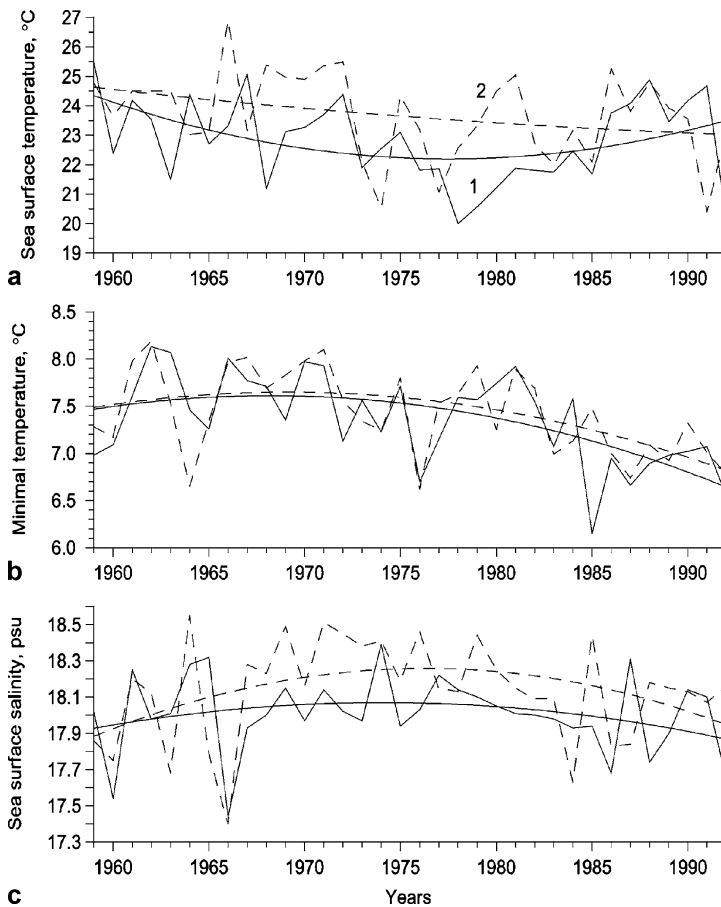 Sea surface temperature, °C
27
26
25
24
23
22
21
20
19
2
1
1960 1965 1970 1975 1980 1985 1990
a
Minimal temperature, °C
8.5
8.0
7.5
7.0
6.5
6.0
1960 1965 1970 1975 1980 1985 1990
b
Sea surface salinity, psu
18.5
18.3
18.1
17.9
17.7
17.5
17.3
1960 1965 1970 1975 1980 1985 1990
c
Years